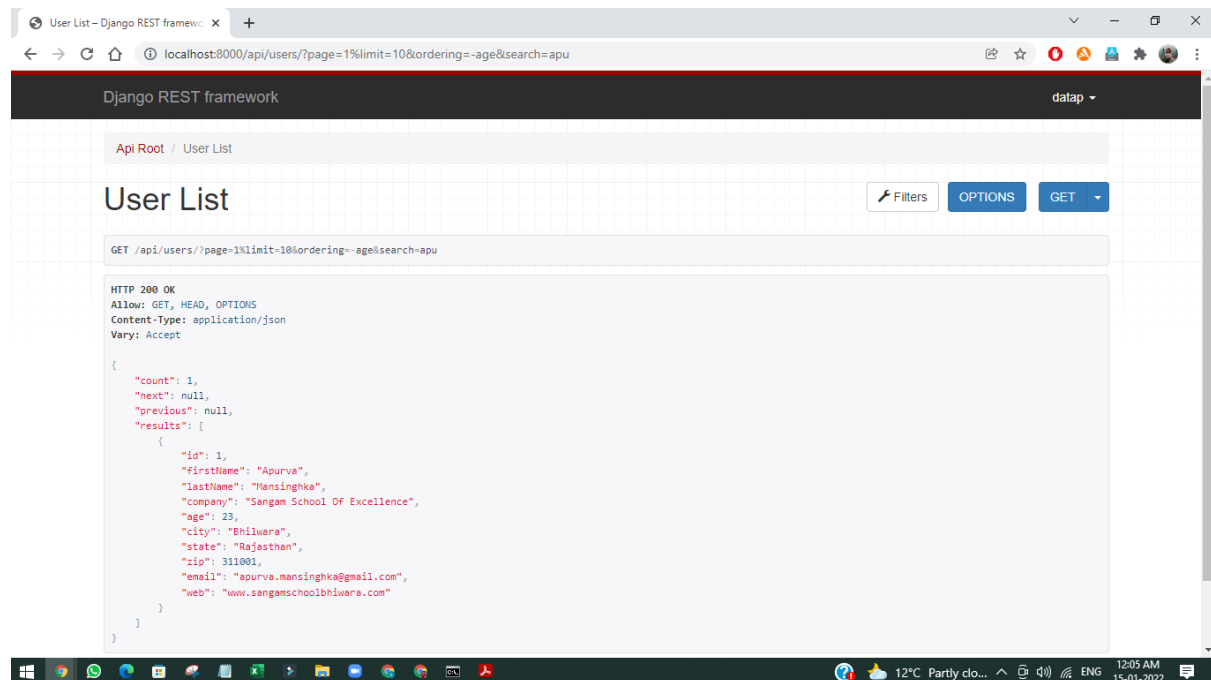 User List – Django REST framewo
localhost:8000/api/users/?page=1%limit=10&ordering=-age&search=apu
Django REST framework
datap
Api Root / User List
User List
Filters
OPTIONS
GET
GET /api/users/?page=1%limit=10&ordering=-age&search=apu
HTTP 200 OK
Allow: GET, HEAD, OPTIONS
Content-Type: application/json
Vary: Accept
{
"count": 1,
"next": null,
"previous": null,
"results": [
{
"id": 1,
"firstName": "Apurva",
"lastName": "Mansinghka",
"company": "Sangam School Of Excellence",
"age": 23,
"city": "Bhilwara",
"state": "Rajasthan",
"zip": 311001,
"email": "apurva.mansinghka@gmail.com",
"web": "www.sangamschoolbhiwara.com"
}
]
}
12°C Partly clo...
ENG
12:05 AM
15-01-2022